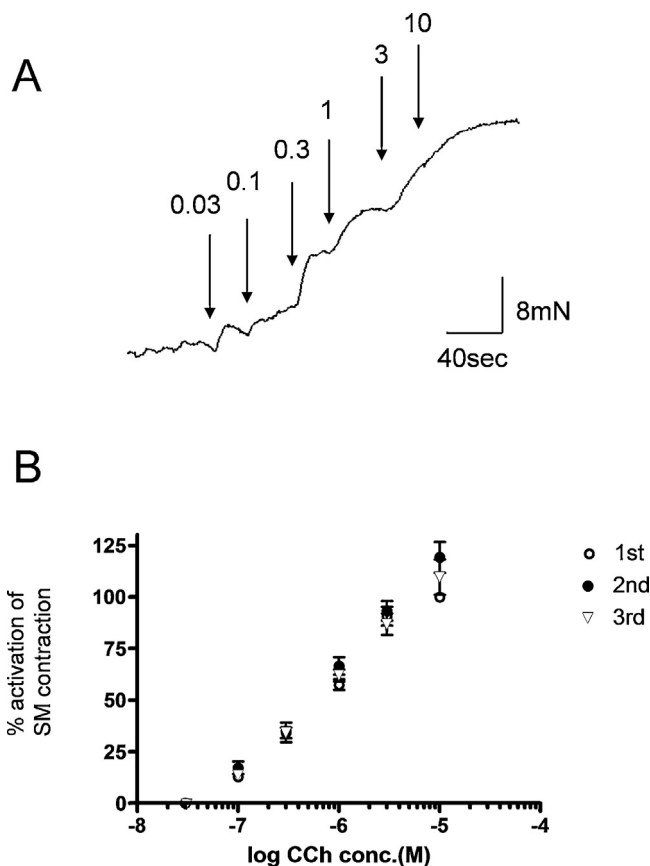 A
0.03
0.1
0.3
1
3
10
8mN
40sec
B
% activation of
SM contraction
125
100
75
50
25
0
-8
-7
-6
-5
-4
log CCh conc.(M)
1st
2nd
3rd